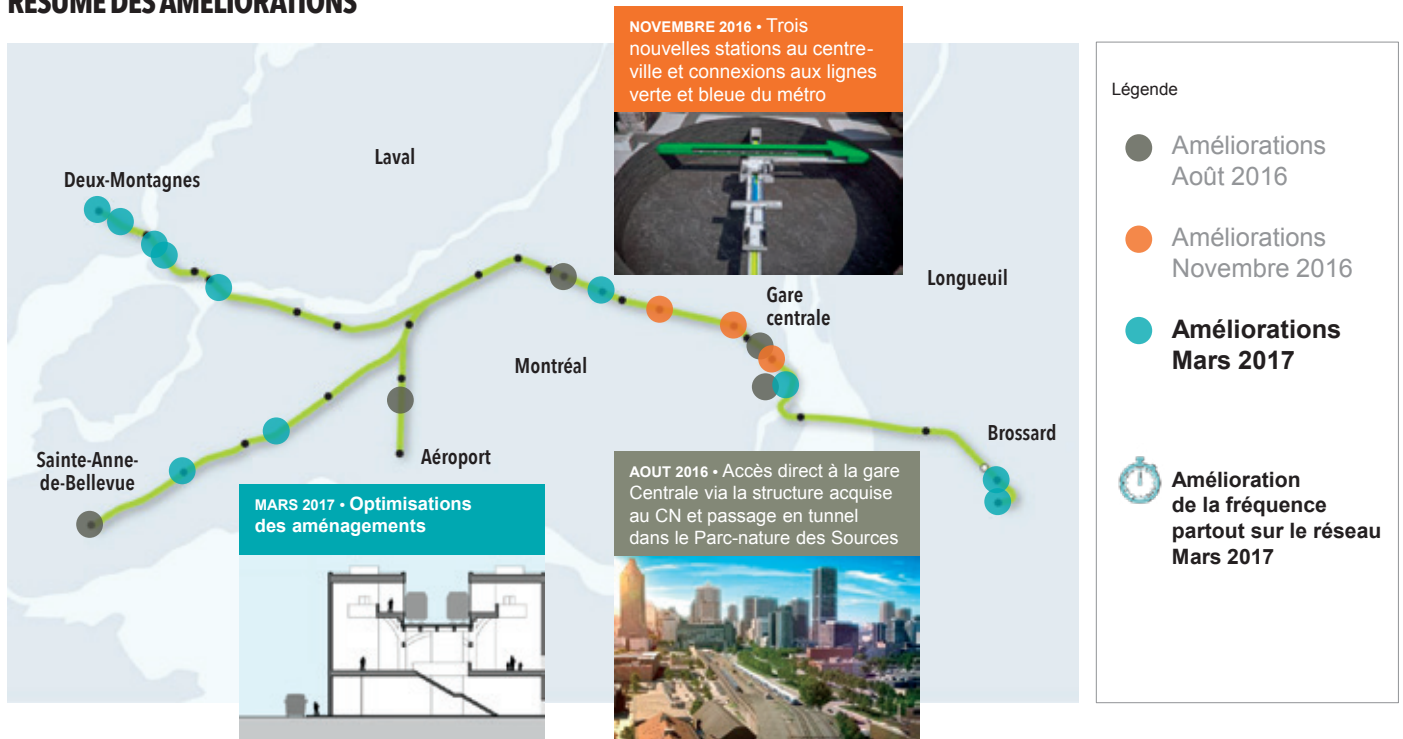 RÉSUMÉ DES AMÉLIORATIONS
NOVEMBRE 2016 • Trois
nouvelles stations au centre-
ville et connexions aux lignes
verte et bleue du métro
Laval
Deux-Montagnes
Longueuil
Gare
centrale
Montréal
Brossard
Aéroport
Sainte-Anne-
de-Bellevue
MARS 2017 • Optimisations
des aménagements
AOUT 2016 • Accès direct à la gare
Centrale via la structure acquise
au CN et passage en tunnel
dans le Parc-nature des Sources
Légende
Améliorations
Août 2016
Améliorations
Novembre 2016
Améliorations
Mars 2017
Amélioration
de la fréquence
partout sur le réseau
Mars 2017